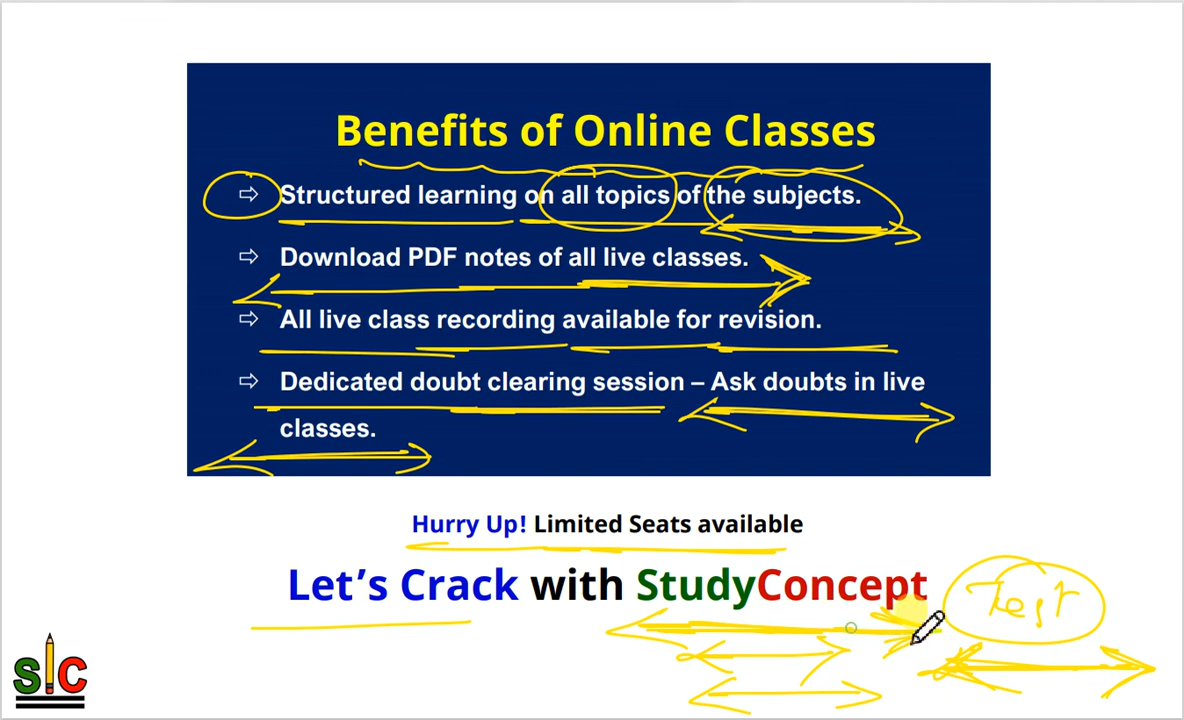 Benefits of Online Classes
⇨ Structured learning on all topics of the subjects.
⇨ Download PDF notes of all live classes.
⇨ All live class recording available for revision.
⇨ Dedicated doubt clearing session – Ask doubts in live
classes.
Hurry Up! Limited Seats available
Let’s Crack with StudyConcept
Test
SIC